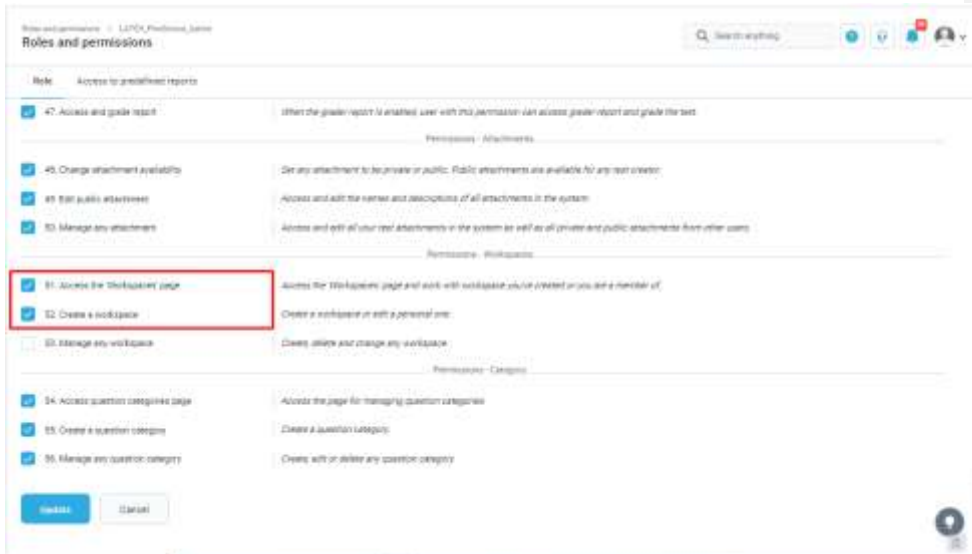 Roles and permissions
Roles and permissions
Search anything
Role
Access to predefined reports
47. Access and grade report
When the grader report is enabled, user with this permission can access grader report and grade the test.
Permissions - Attachments
48. Change attachment availability
Set any attachment to be private or public. Public attachments are available for any test creator.
49. Edit public attachment
Access and edit the names and descriptions of all attachments in the system
50. Manage any attachment
Access and edit all your test attachments in the system as well as all private and public attachments from other users.
Permissions - Workspaces
51. Access the 'Workspaces' page
Access the 'Workspaces' page and work with workspace you've created or you are a member of.
52. Create a workspace
Create a workspace or edit a personal one.
53. Manage any workspace
Create, delete and change any workspace.
Permissions - Category
54. Access question categories page
Access the page for managing question categories
55. Create a question category
Create a question category.
56. Manage any question category
Create, edit or delete any question category
Update
Cancel